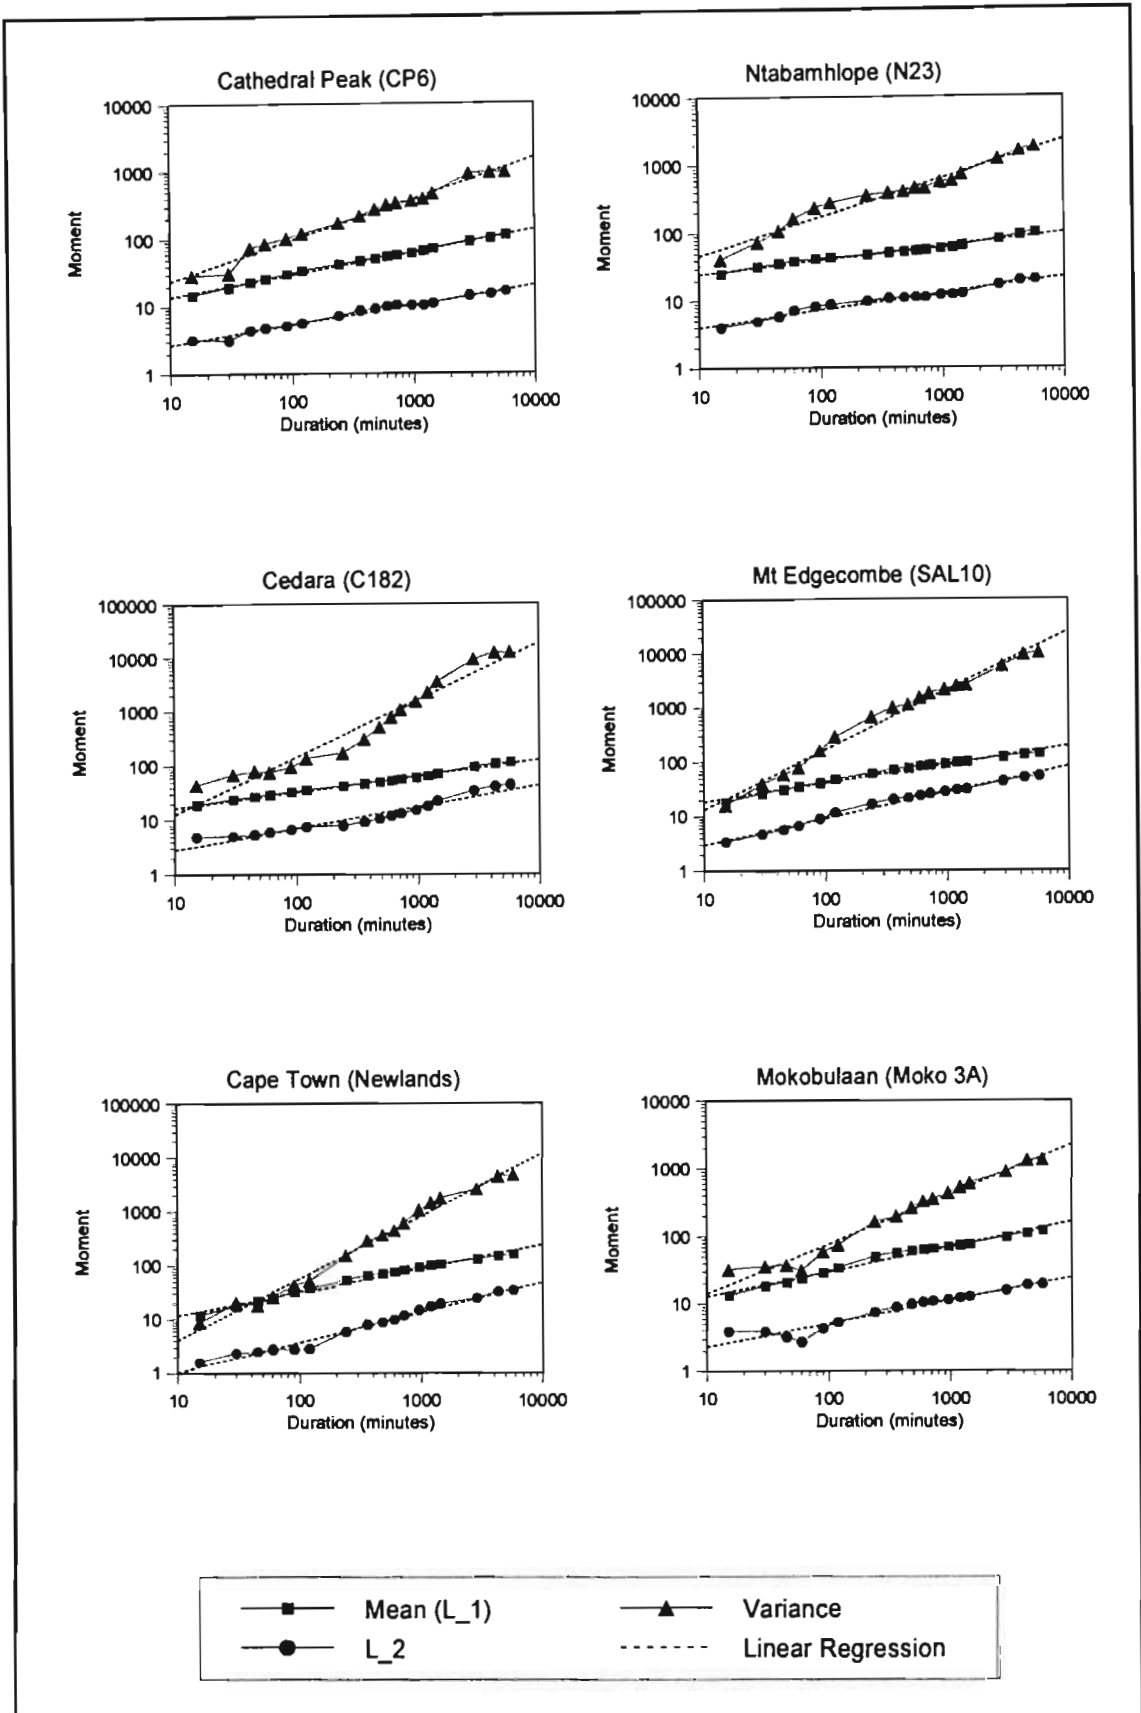 Cathedral Peak (CP6)
10000
1000
100
10
1
Moment
10 100 1000 10000
Duration (minutes)
Ntabamhlope (N23)
10000
1000
100
10
1
Moment
10 100 1000 10000
Duration (minutes)
Cedara (C182)
100000
10000
1000
100
10
1
Moment
10 100 1000 10000
Duration (minutes)
Mt Edgecombe (SAL10)
100000
10000
1000
100
10
1
Moment
10 100 1000 10000
Duration (minutes)
Cape Town (Newlands)
100000
10000
1000
100
10
1
Moment
10 100 1000 10000
Duration (minutes)
Mokobulaan (Moko 3A)
10000
1000
100
10
1
Moment
10 100 1000 10000
Duration (minutes)
Mean (L_1) Variance
L_2 Linear Regression